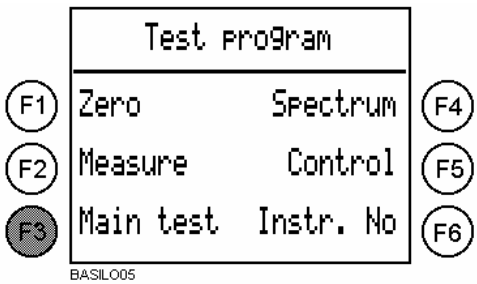 Test program
F1 Zero Spectrum F4
F2 Measure Control F5
F3 Main test Instr. No F6
BASILO05